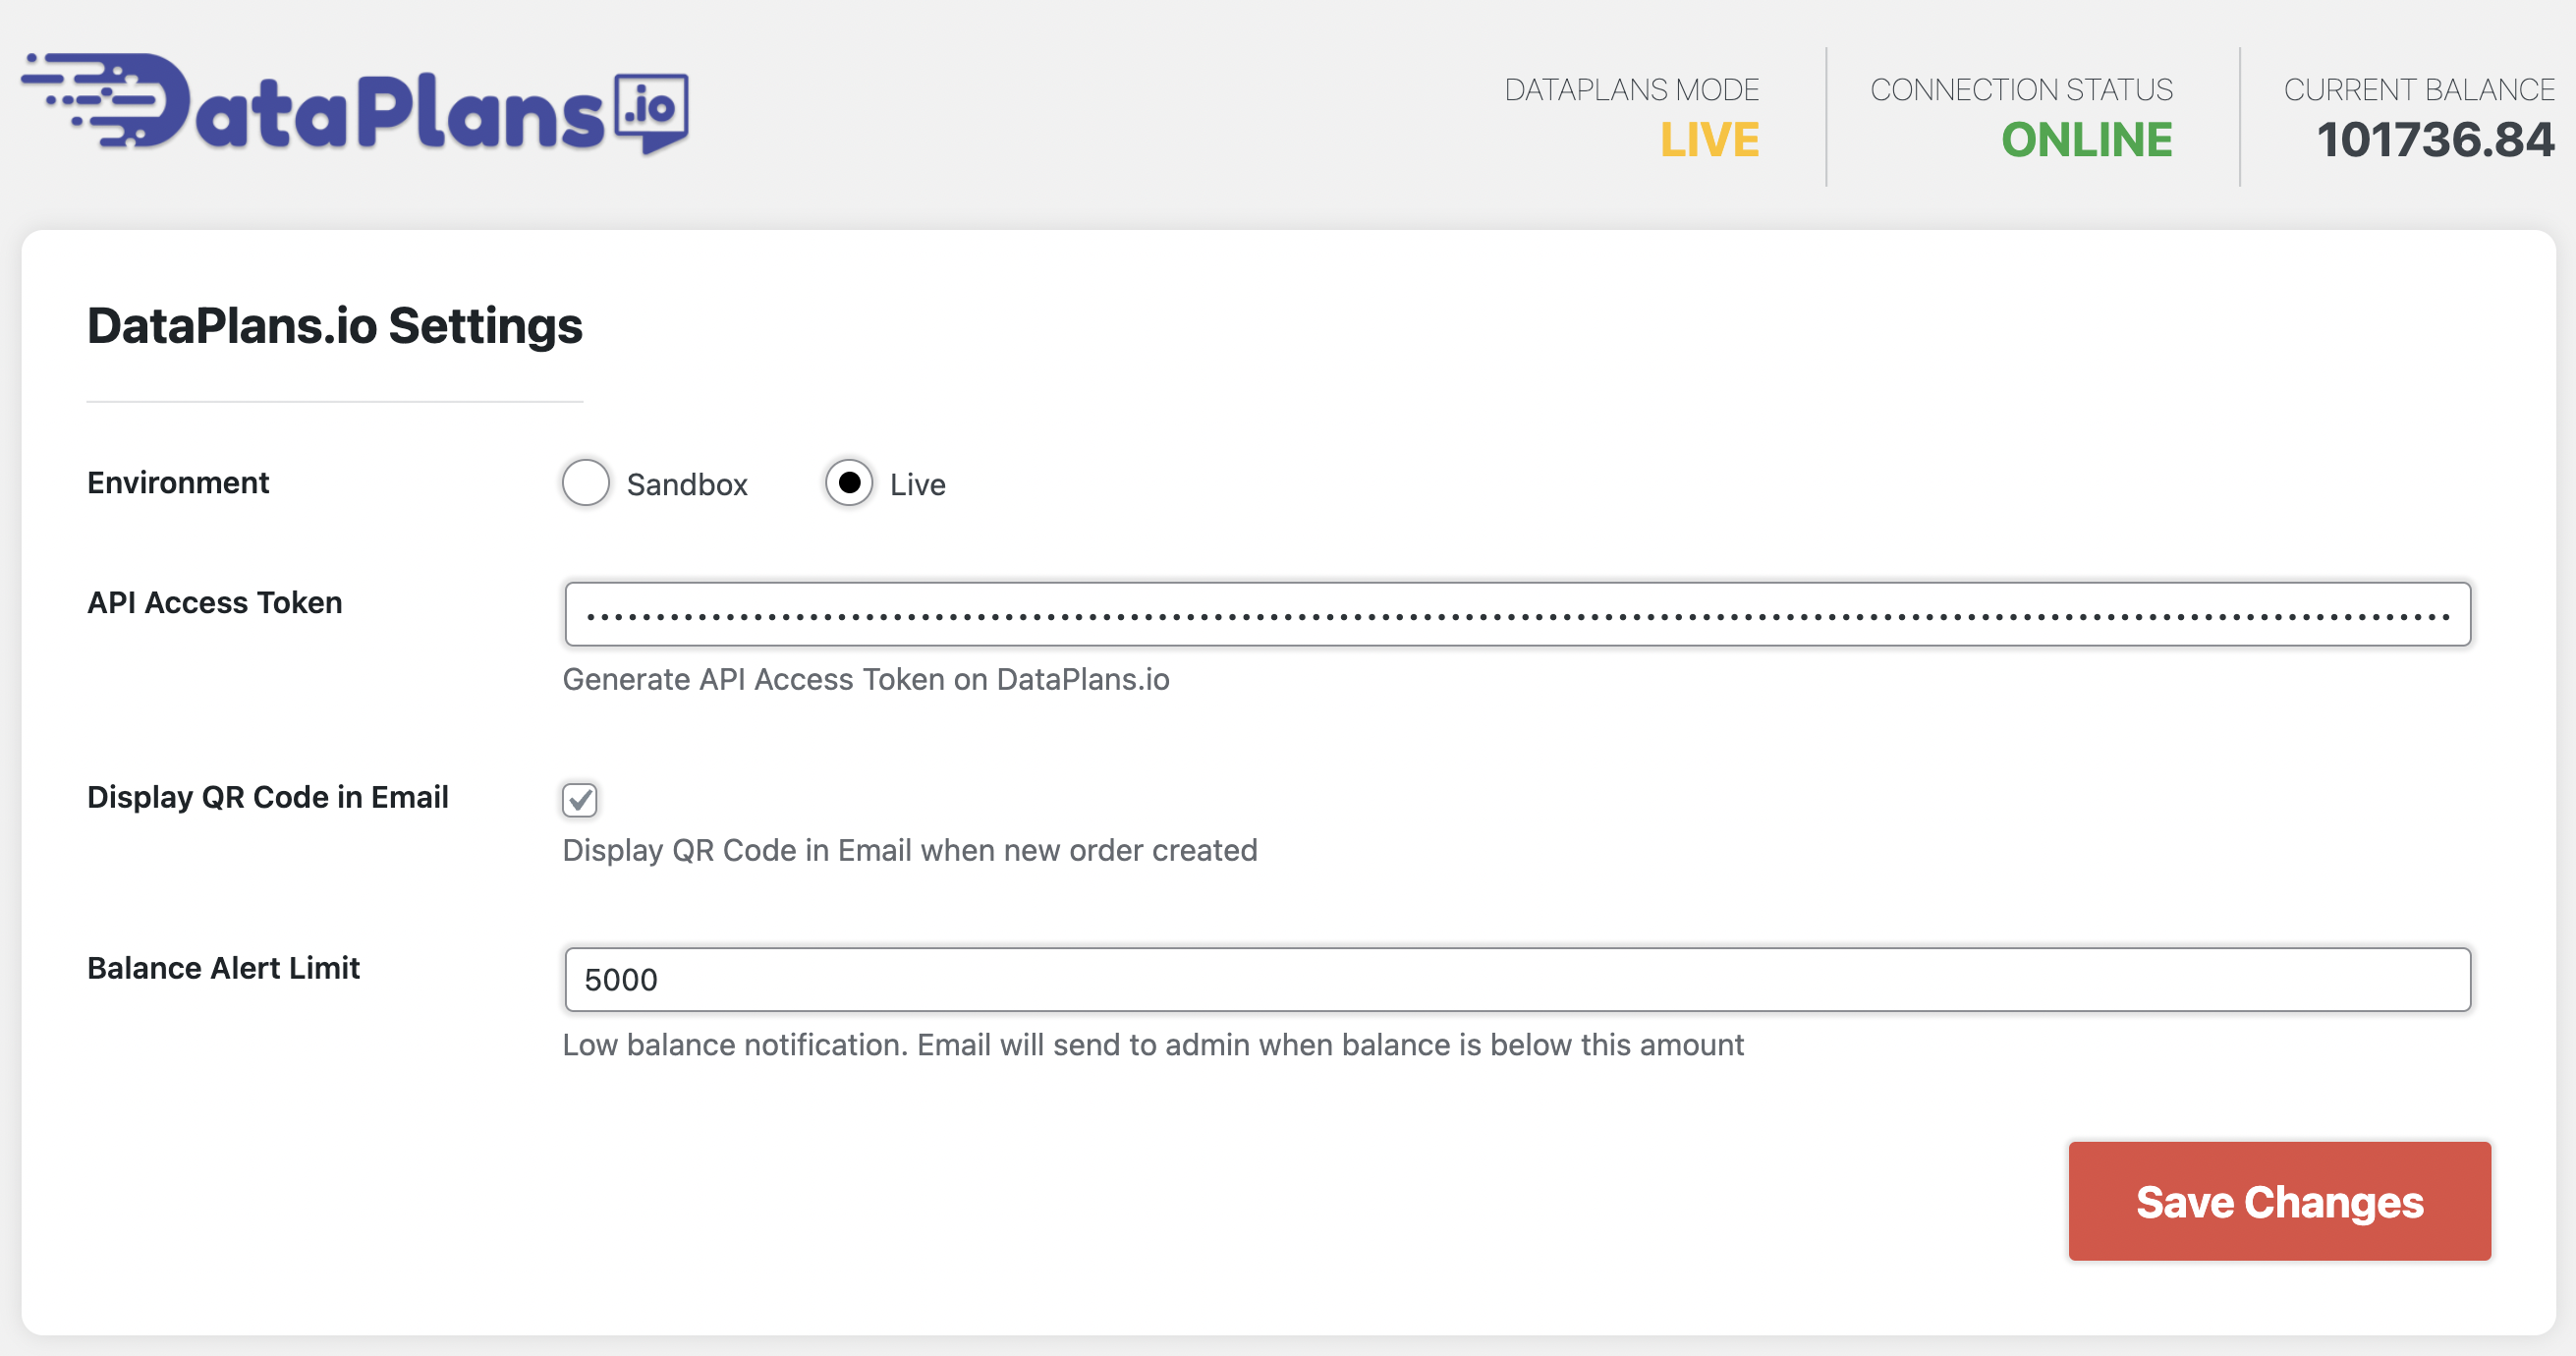 DataPlans.io
DATAPLANS MODE
LIVE
CONNECTION STATUS
ONLINE
CURRENT BALANCE
101736.84
DataPlans.io Settings
Environment
Sandbox
Live
API Access Token
Generate API Access Token on DataPlans.io
Display QR Code in Email
Display QR Code in Email when new order created
Balance Alert Limit
5000
Low balance notification. Email will send to admin when balance is below this amount
Save Changes